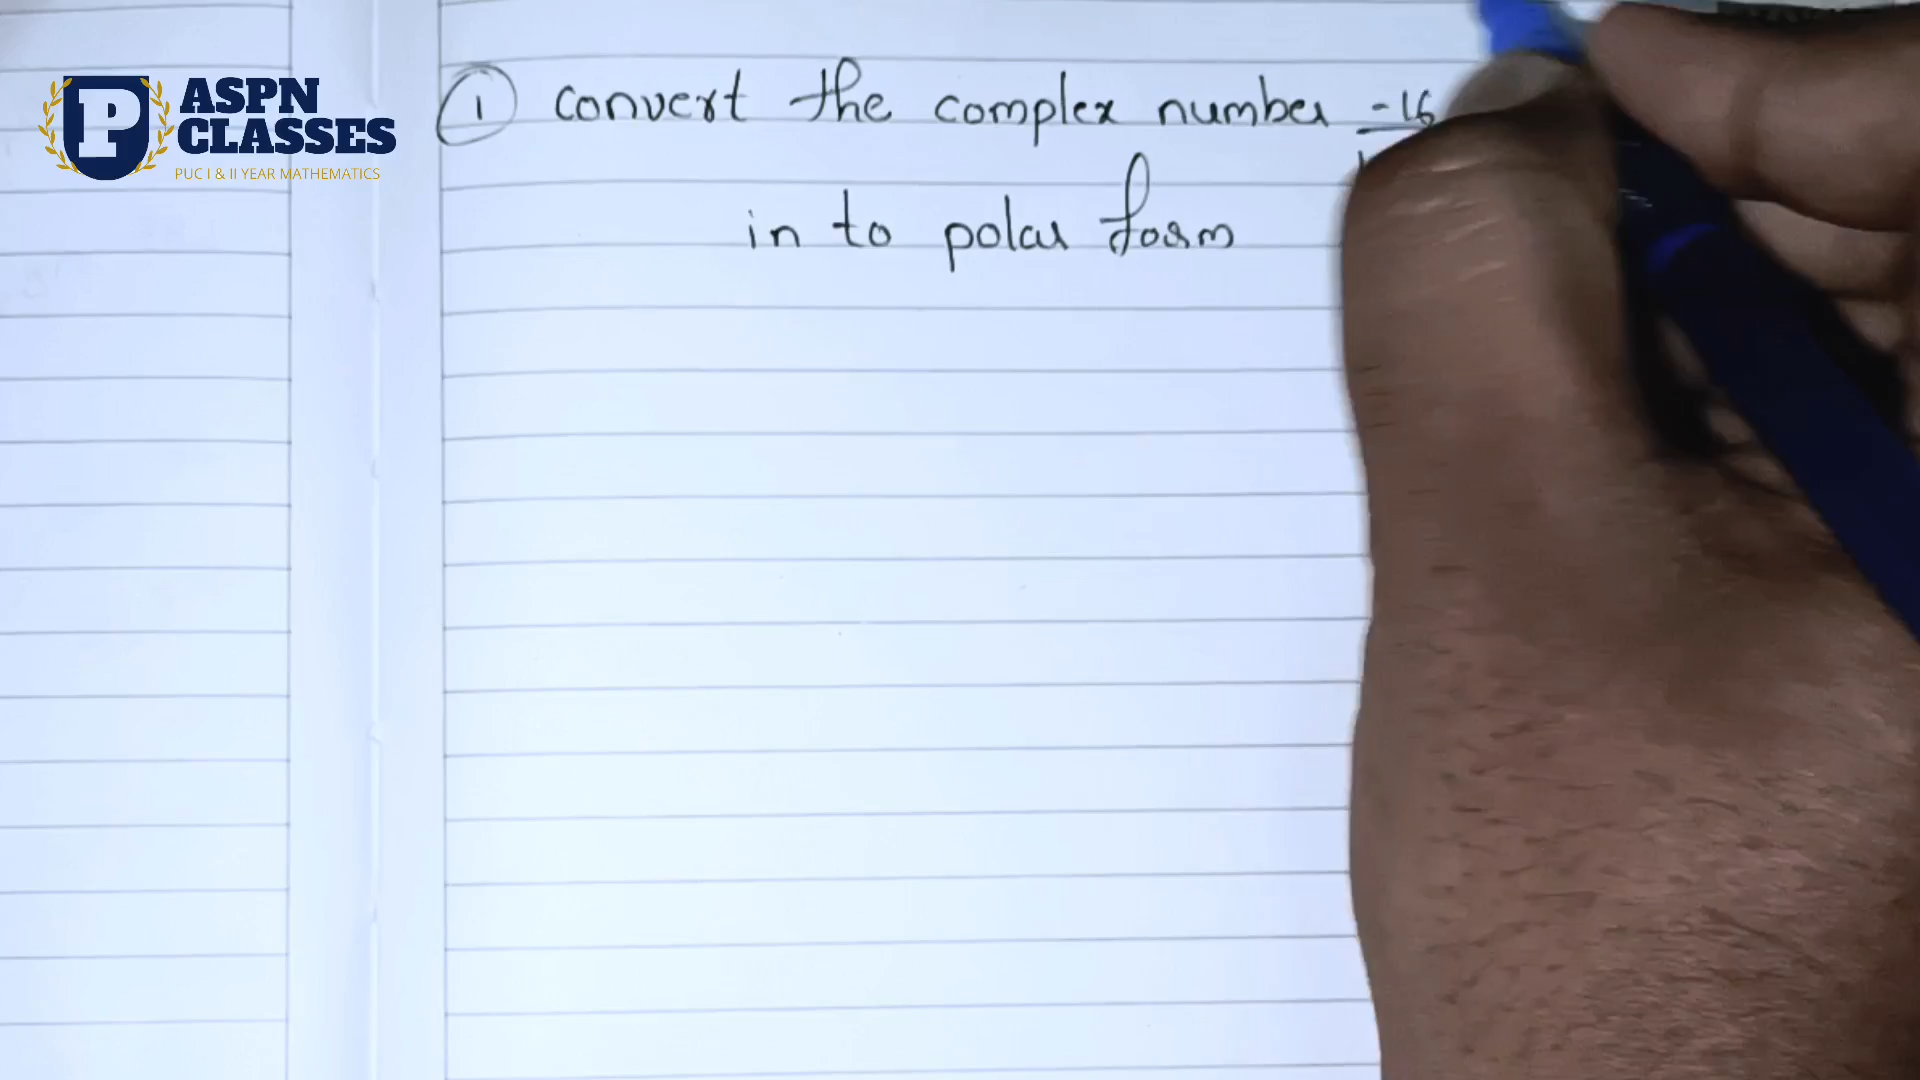 ASPN
CLASSES
PUC I & II YEAR MATHEMATICS
P
① convert the complex number -16
in to polar form